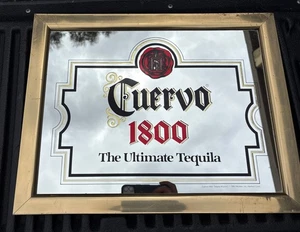 Cuervo
1800
The Ultimate Tequila